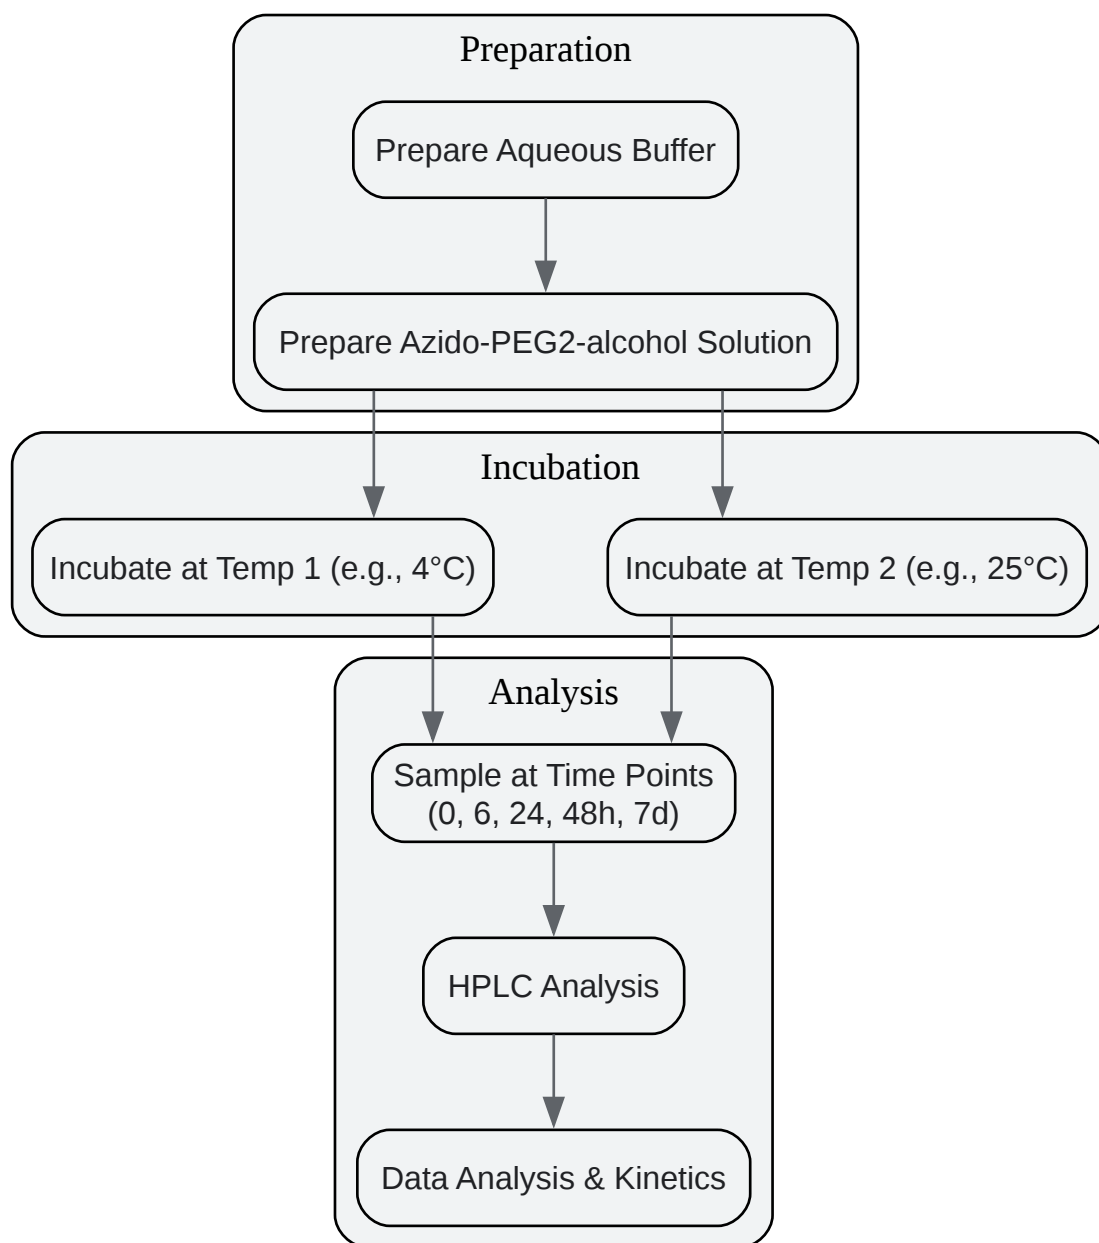 Preparation
Prepare Aqueous Buffer
Prepare Azido-PEG2-alcohol Solution
Incubation
Incubate at Temp 1 (e.g., 4°C)
Incubate at Temp 2 (e.g., 25°C)
Analysis
Sample at Time Points
(0, 6, 24, 48h, 7d)
HPLC Analysis
Data Analysis & Kinetics